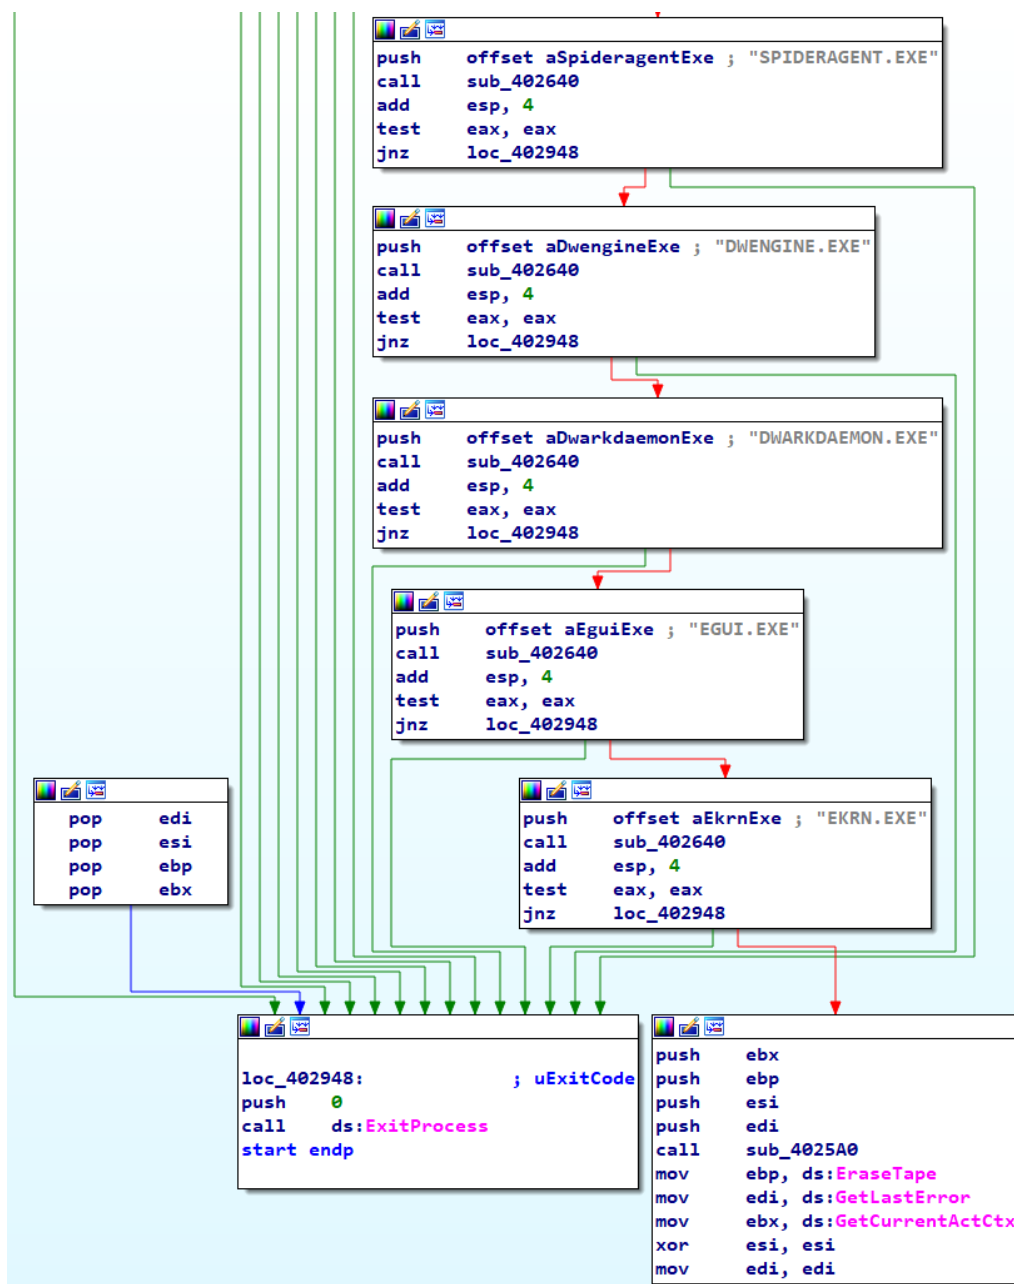 push offset aSpideragentExe ; "SPIDERAGENT.EXE"
call sub_402640
add esp, 4
test eax, eax
jnz loc_402948
push offset aDwengineExe ; "DWENGINE.EXE"
call sub_402640
add esp, 4
test eax, eax
jnz loc_402948
push offset aDwarkdaemonExe ; "DWARKDAEMON.EXE"
call sub_402640
add esp, 4
test eax, eax
jnz loc_402948
push offset aEguiExe ; "EGUI.EXE"
call sub_402640
add esp, 4
test eax, eax
jnz loc_402948
pop edi
pop esi
pop ebp
pop ebx
push offset aEkrnExe ; "EKRN.EXE"
call sub_402640
add esp, 4
test eax, eax
jnz loc_402948
loc_402948: ; uExitCode
push 0
call ds:ExitProcess
start endp
push ebx
push ebp
push esi
push edi
call sub_4025A0
mov ebp, ds:EraseTape
mov edi, ds:GetLastError
mov ebx, ds:GetCurrentActCtx
xor esi, esi
mov edi, edi